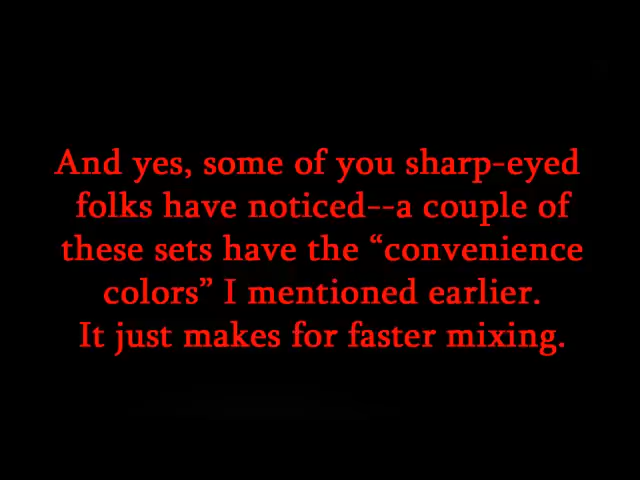 And yes, some of you sharp-eyed
folks have noticed--a couple of
these sets have the “convenience
colors” I mentioned earlier.
It just makes for faster mixing.